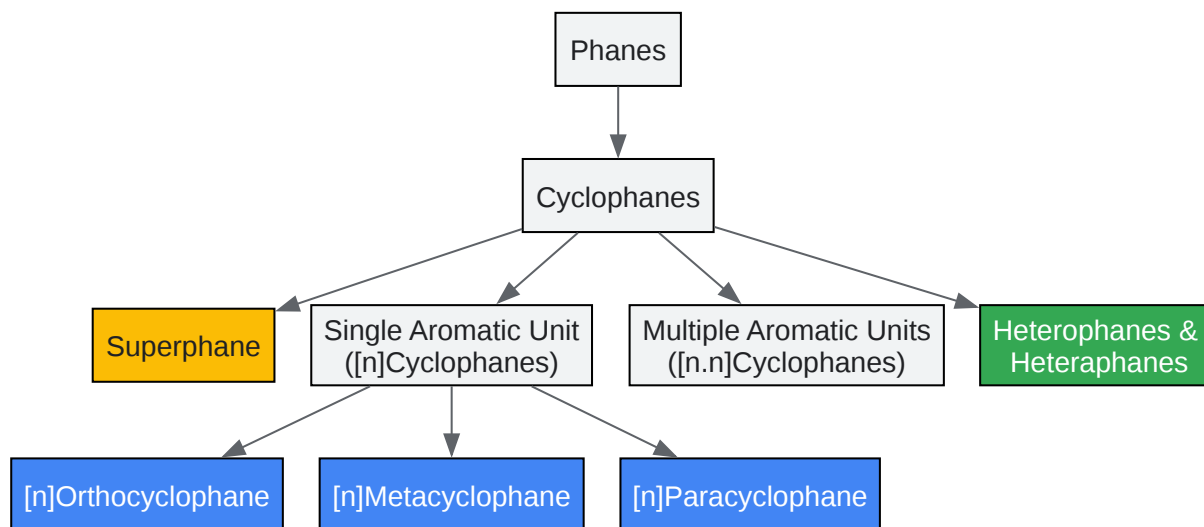 Phanes
Cyclophanes
Superphane
Single Aromatic Unit
([n]Cyclophanes)
Multiple Aromatic Units
([n.n]Cyclophanes)
Heterophanes &
Heteraphanes
[n]Orthocyclophane
[n]Metacyclophane
[n]Paracyclophane